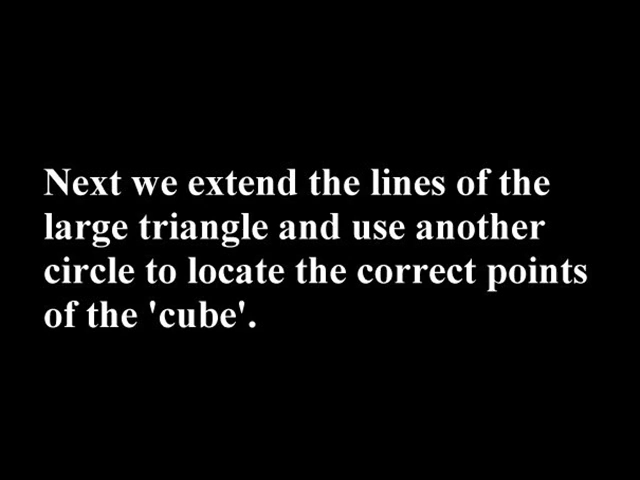 Next we extend the lines of the
large triangle and use another
circle to locate the correct points
of the 'cube'.